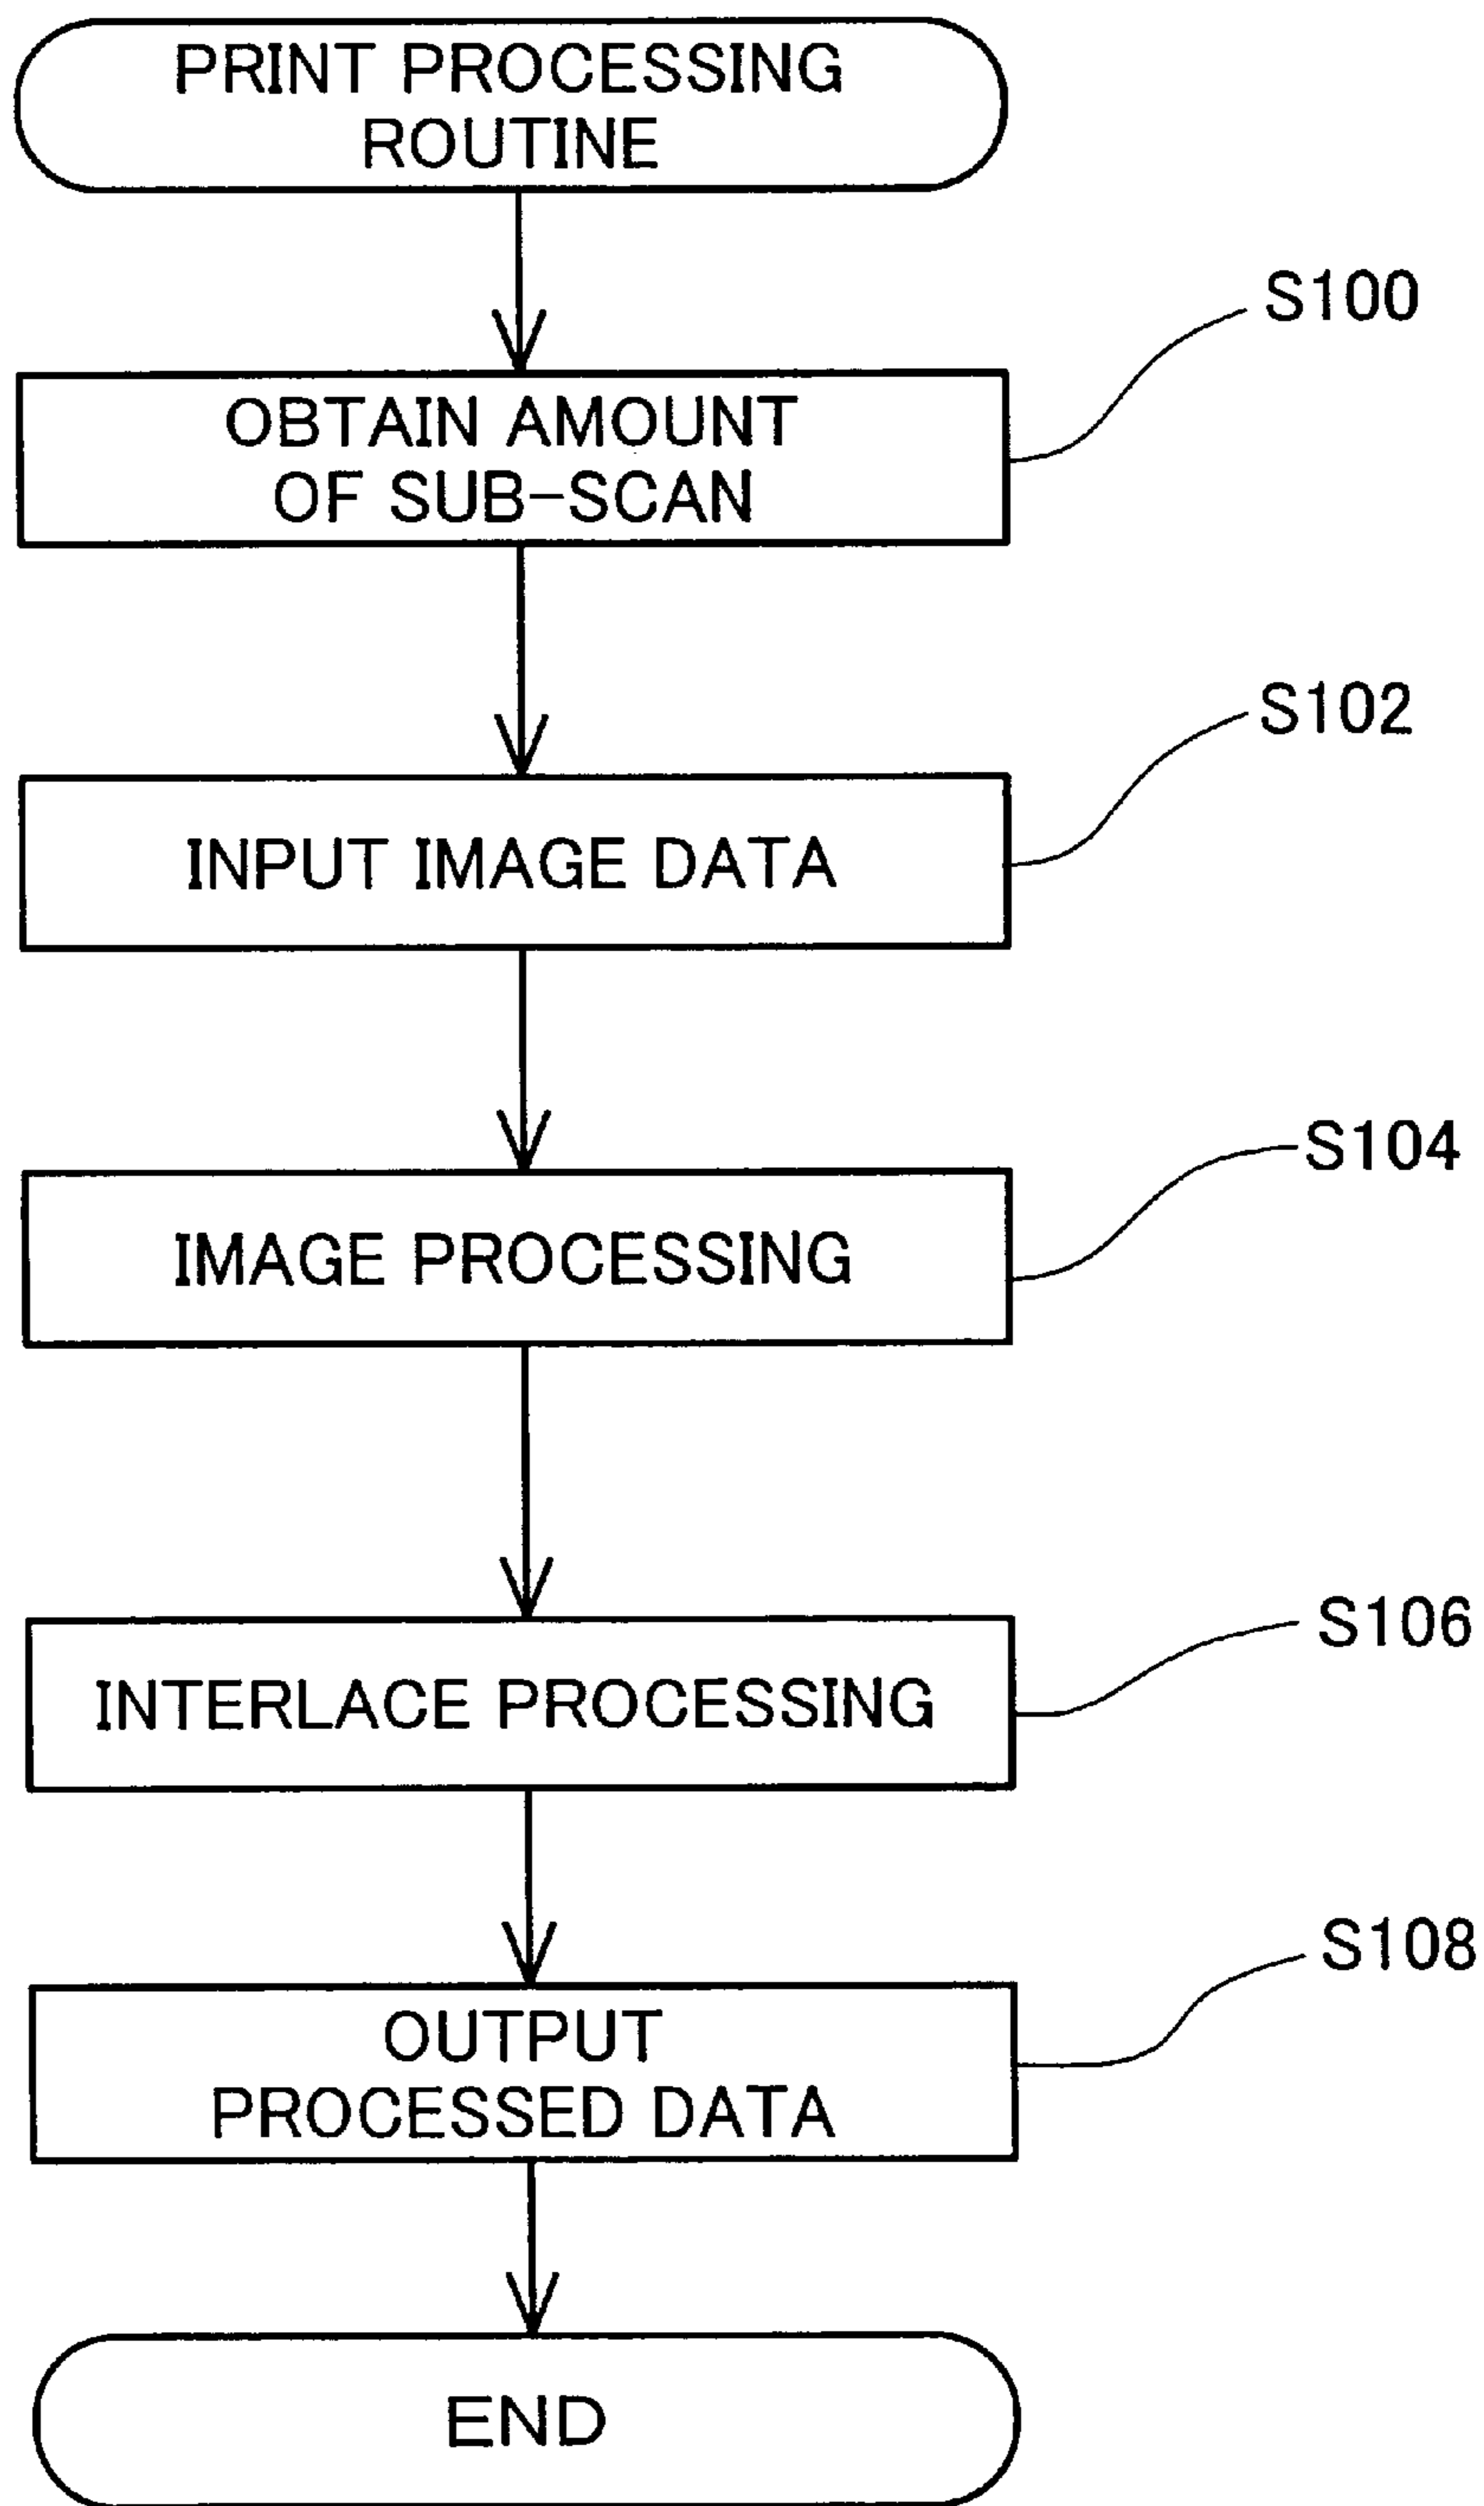 PRINT PROCESSING
ROUTINE
S100
OBTAIN AMOUNT
OF SUB-SCAN
S102
INPUT IMAGE DATA
S104
IMAGE PROCESSING
S106
INTERLACE PROCESSING
S108
OUTPUT
PROCESSED DATA
END